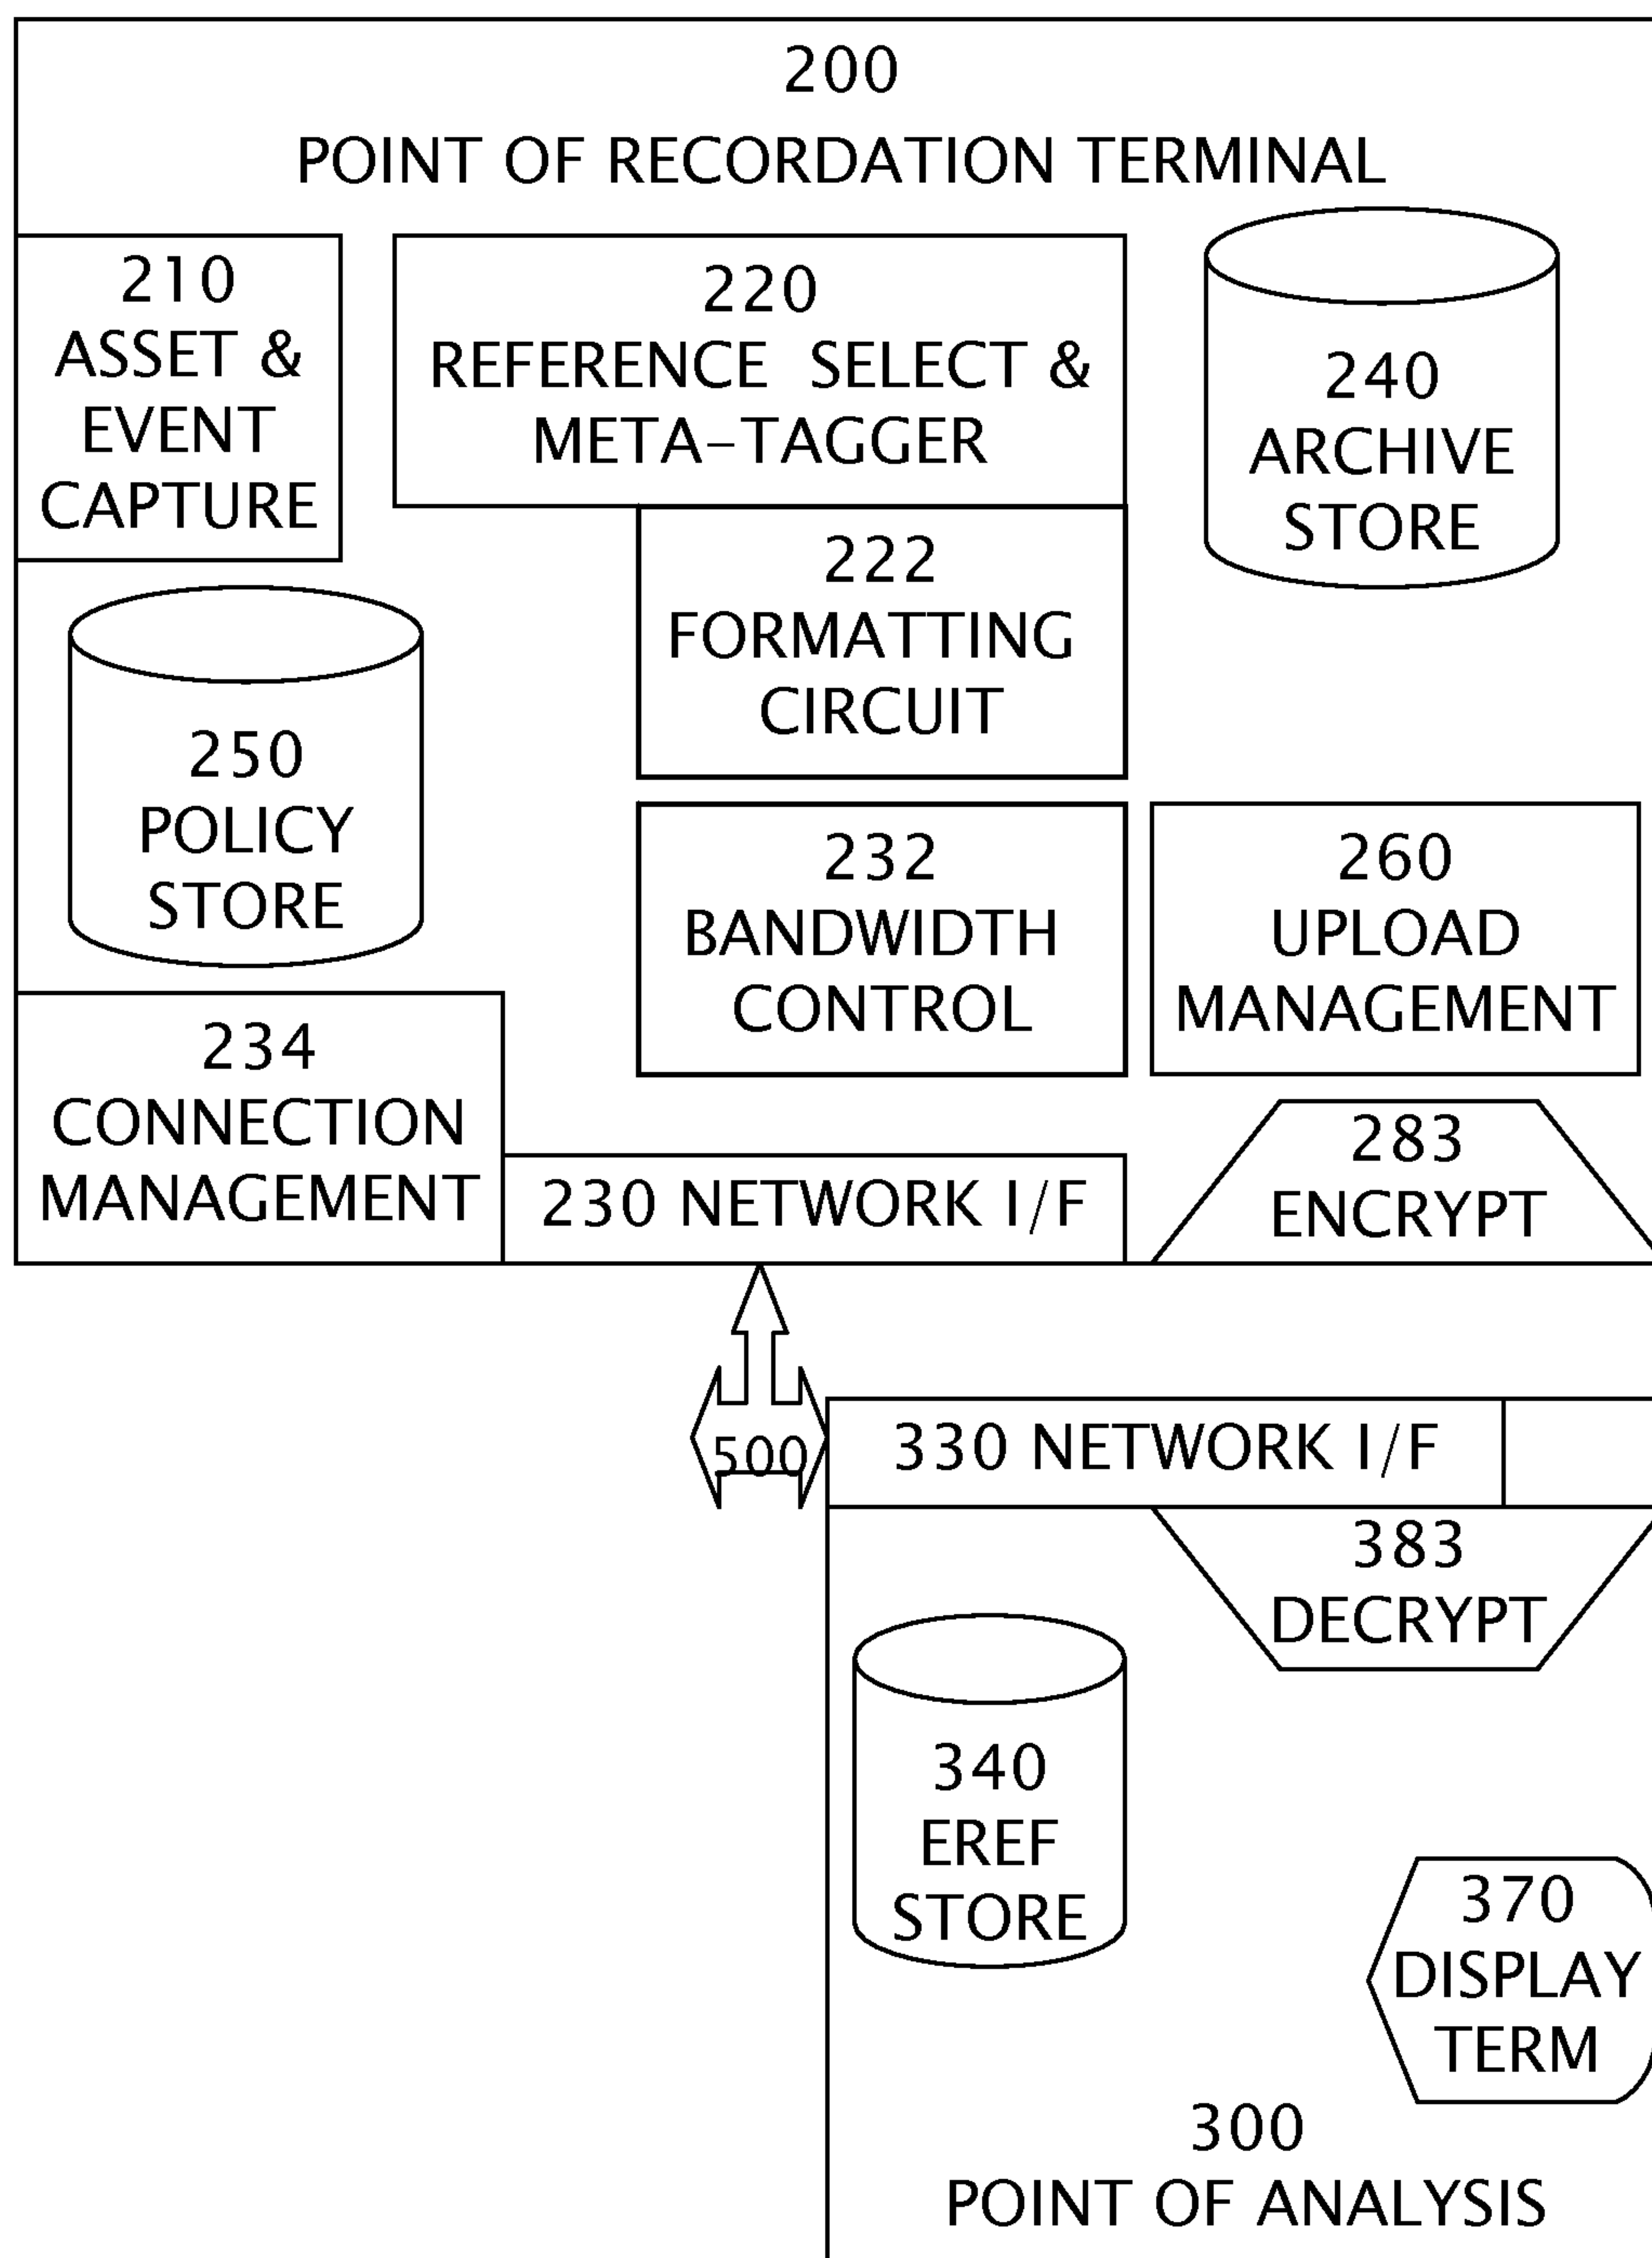 200
POINT OF RECORDATION TERMINAL
210
ASSET &
EVENT
CAPTURE
220
REFERENCE SELECT &
META-TAGGER
240
ARCHIVE
STORE
222
FORMATTING
CIRCUIT
250
POLICY
STORE
232
BANDWIDTH
CONTROL
260
UPLOAD
MANAGEMENT
234
CONNECTION
MANAGEMENT
230 NETWORK I/F
283
ENCRYPT
500
330 NETWORK I/F
383
DECRYPT
340
EREF
STORE
370
DISPLAY
TERM
300
POINT OF ANALYSIS